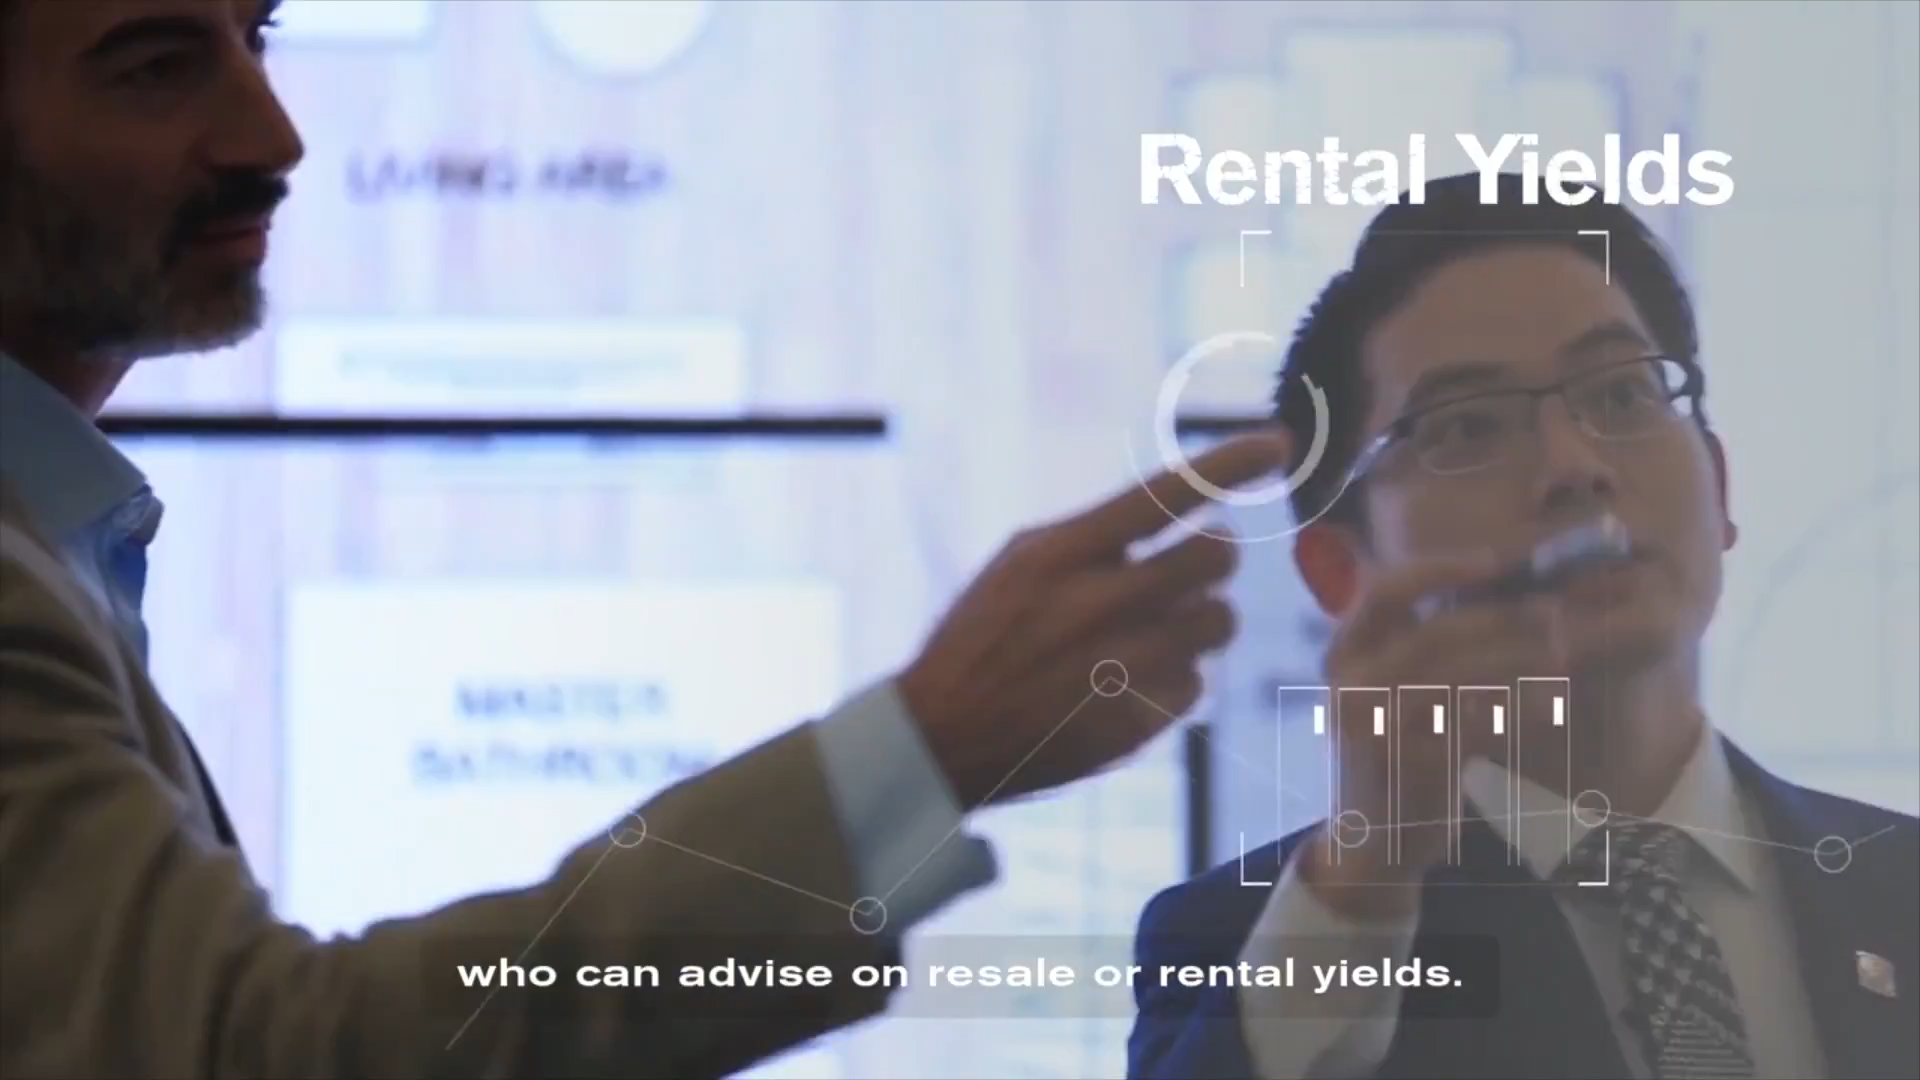 LIVING AREA
Rental Yields
MASTER
BATHROOM
who can advise on resale or rental yields.